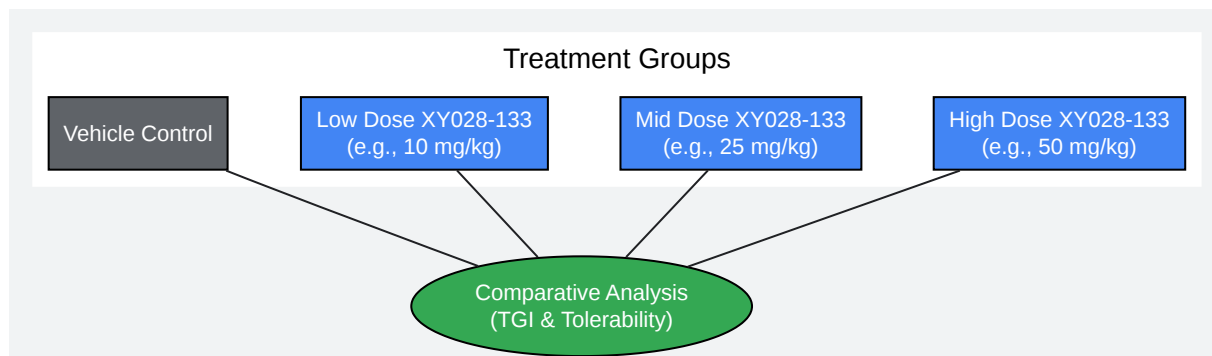 Treatment Groups
Vehicle Control
Low Dose XY028-133
(e.g., 10 mg/kg)
Mid Dose XY028-133
(e.g., 25 mg/kg)
High Dose XY028-133
(e.g., 50 mg/kg)
Comparative Analysis
(TGI & Tolerability)